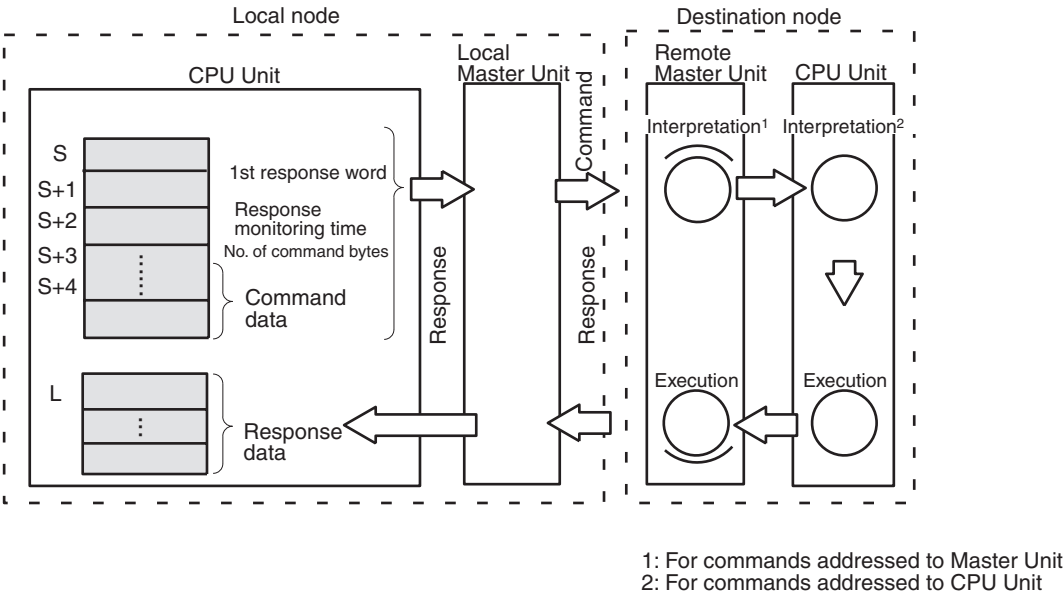 Local node
Destination node
CPU Unit
Local
Master Unit
Command
Response
Response
S
S+1
S+2
S+3
S+4
1st response word
Response
monitoring time
No. of command bytes
Command
data
L
Response
data
Remote
Master Unit
CPU Unit
Interpretation¹
Interpretation²
Execution
Execution
1: For commands addressed to Master Unit
2: For commands addressed to CPU Unit